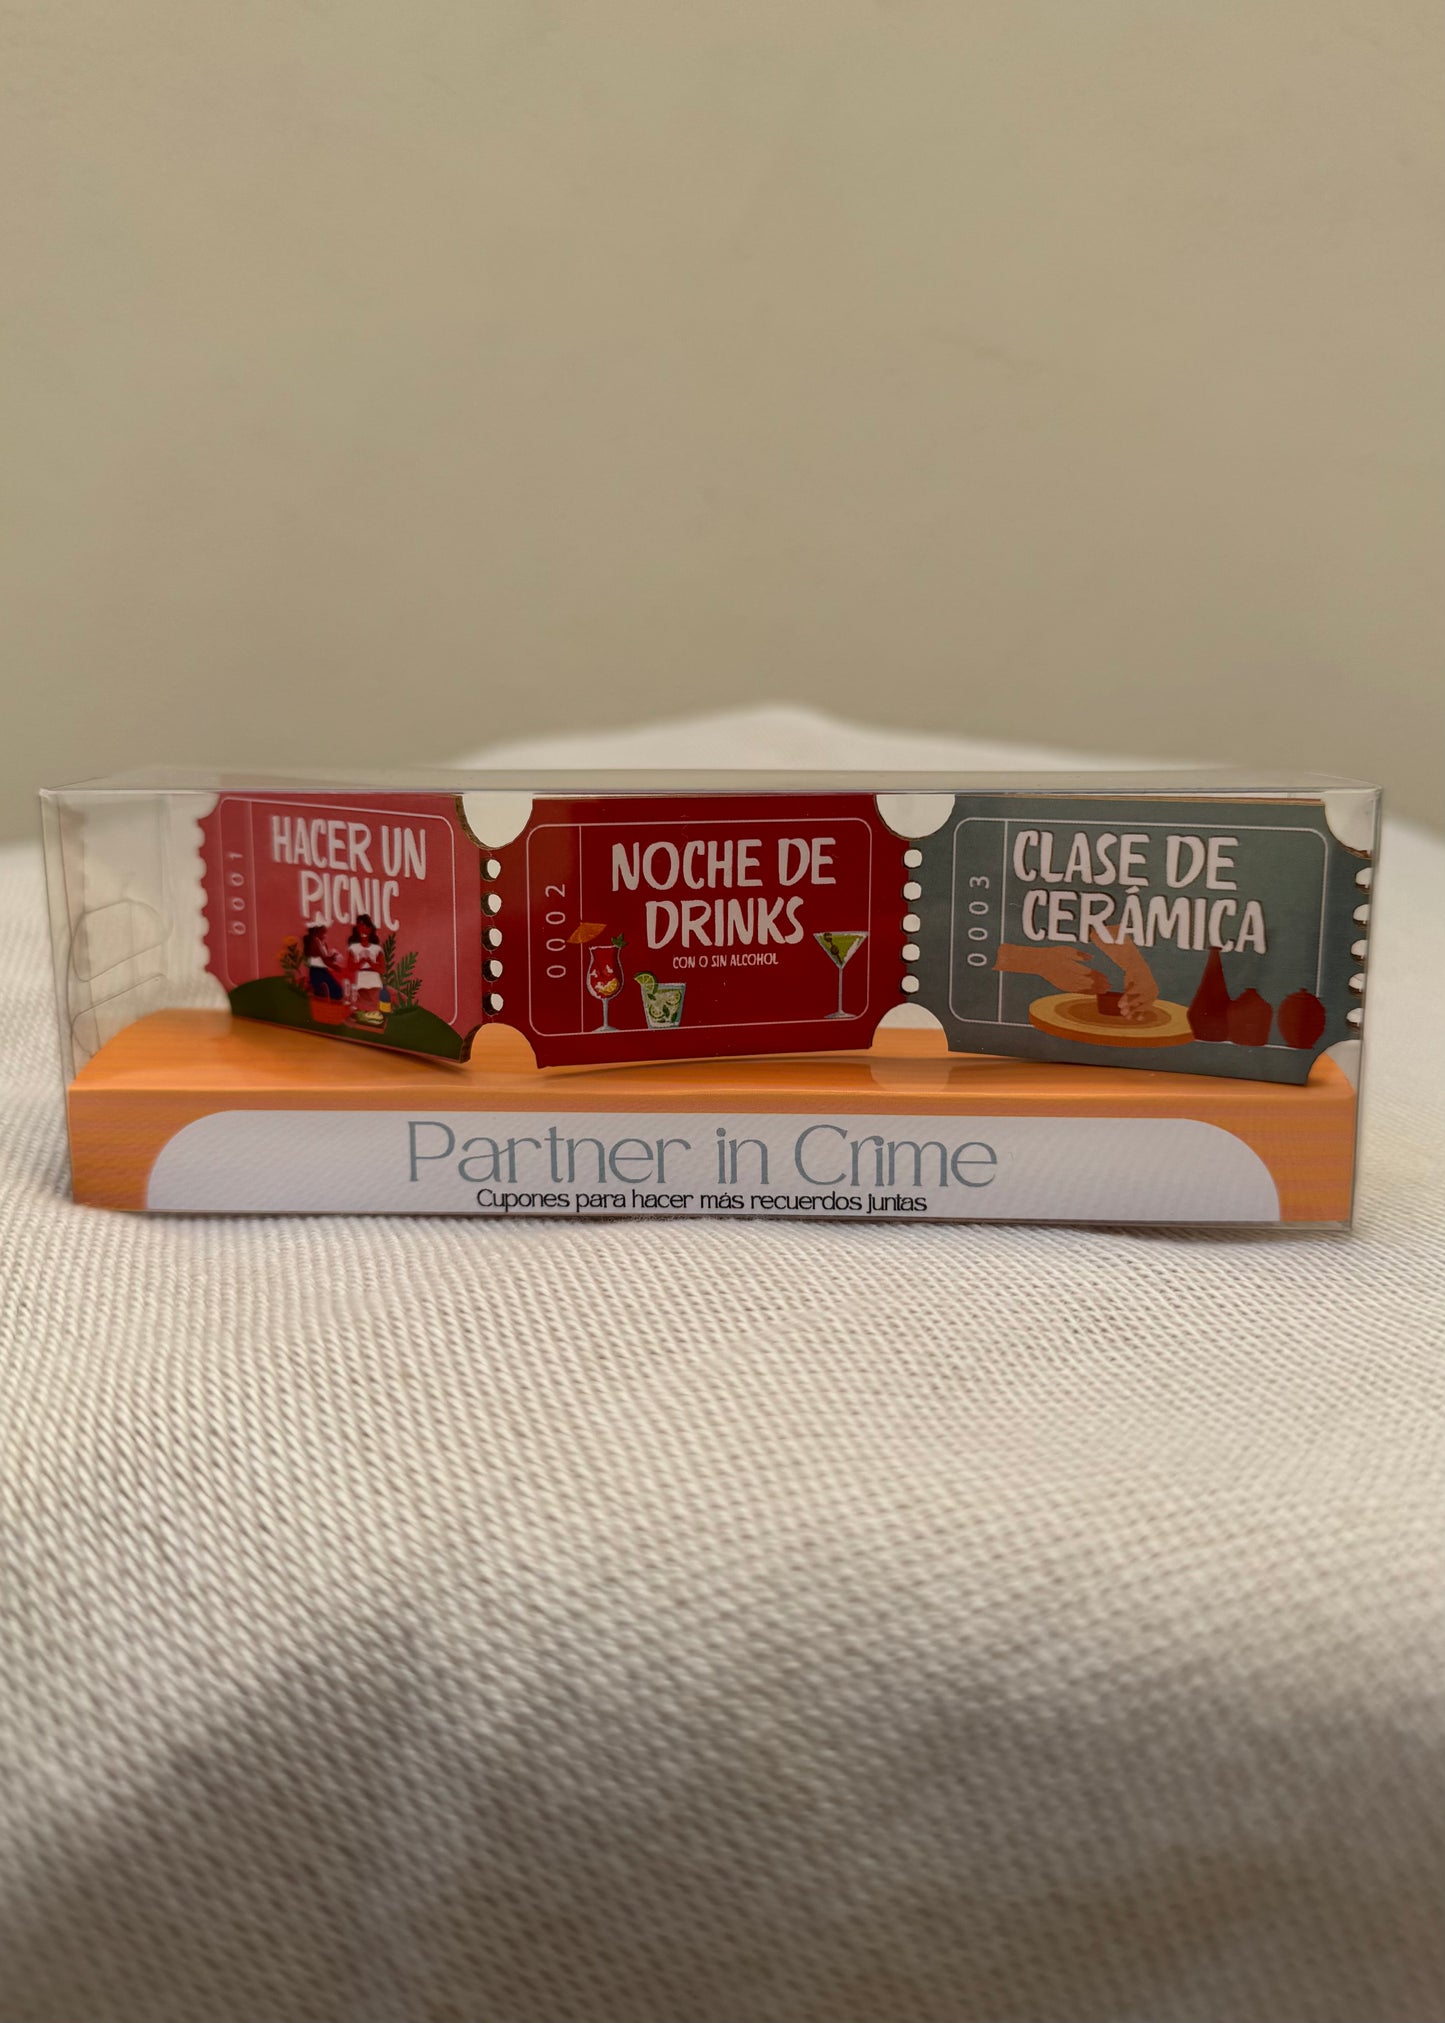 0001
HACER UN
PICNIC
0002
NOCHE DE
DRINKS
CON O SIN ALCOHOL
0003
CLASE DE
CERÁMICA
Partner in Crime
Cupones para hacer más recuerdos juntas